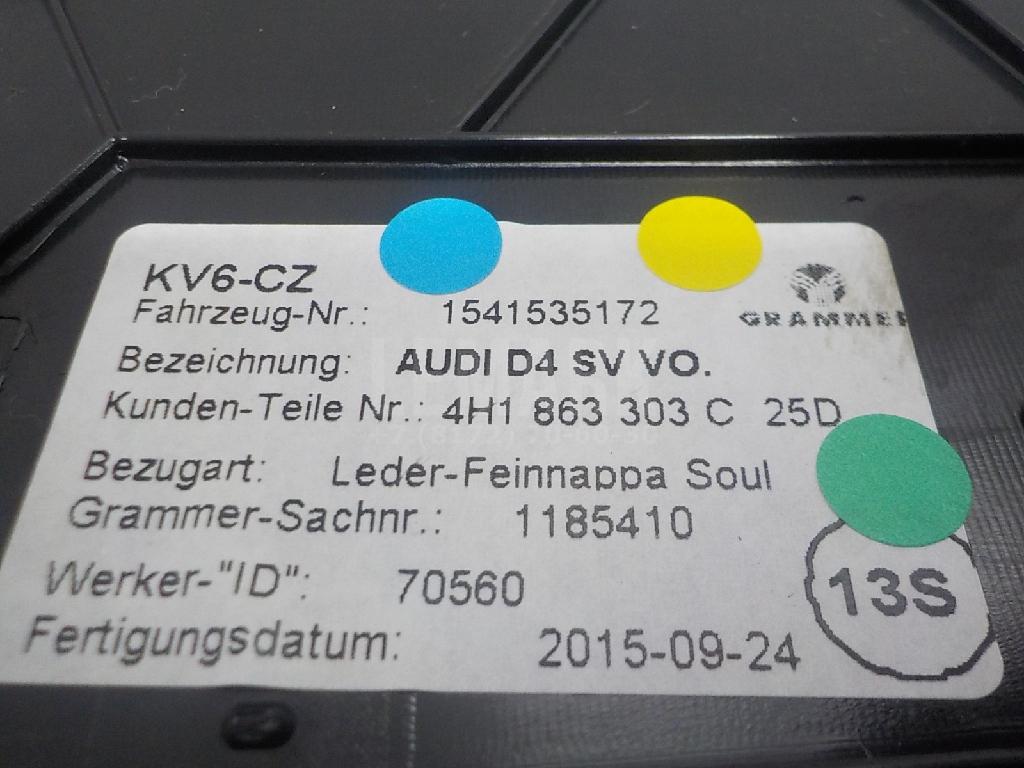 KV6-CZ
Fahrzeug-Nr.: 1541535172
GRAMMER
Bezeichnung: AUDI D4 SV VO.
Kunden-Teile Nr.: 4H1 863 303 C 25D
Bezugart: Leder-Feinnappa Soul
Grammer-Sachnr.: 1185410
Werker-"ID": 70560
13S
Fertigungsdatum: 2015-09-24